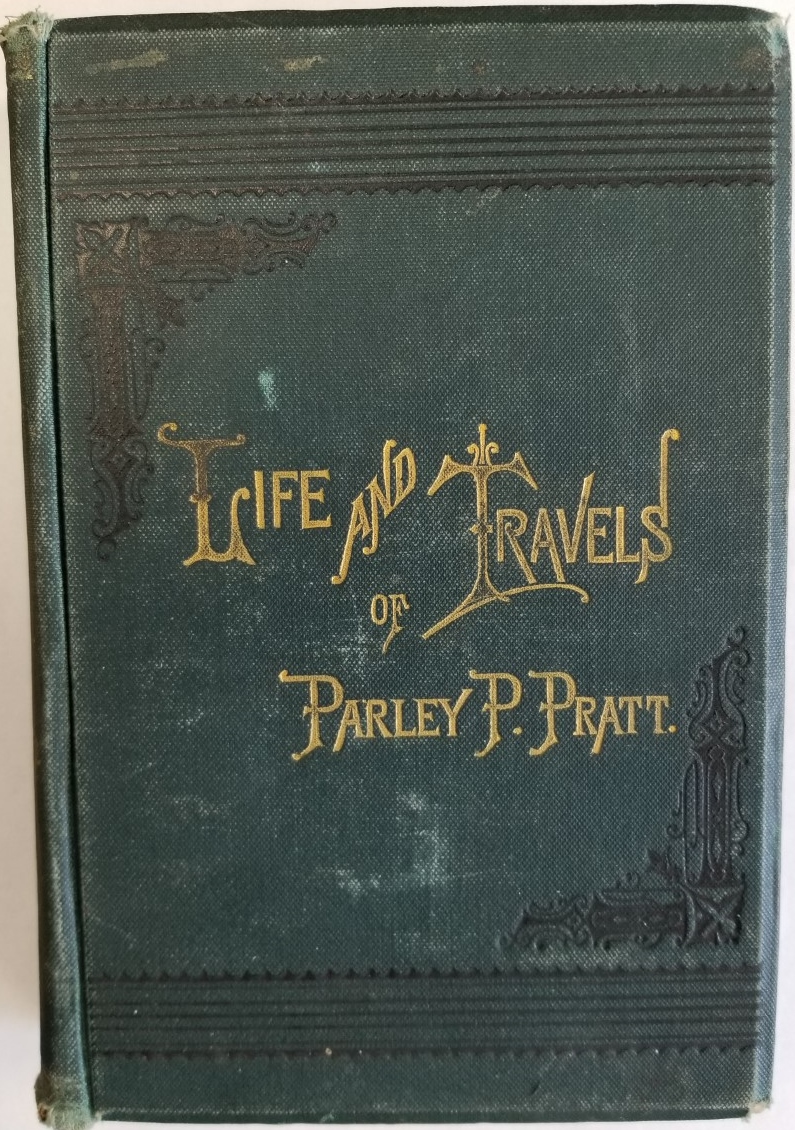 LIFE AND TRAVELS
OF
PARLEY P. PRATT.